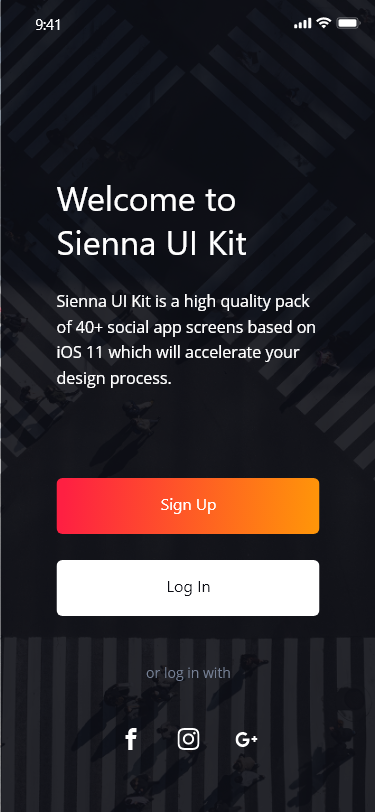 9:41
Welcome to
Sienna UI Kit
Sienna UI Kit is a high quality pack
of 40+ social app screens based on
iOS 11 which will accelerate your
design process.
Sign Up
Log In
or log in with
f G+